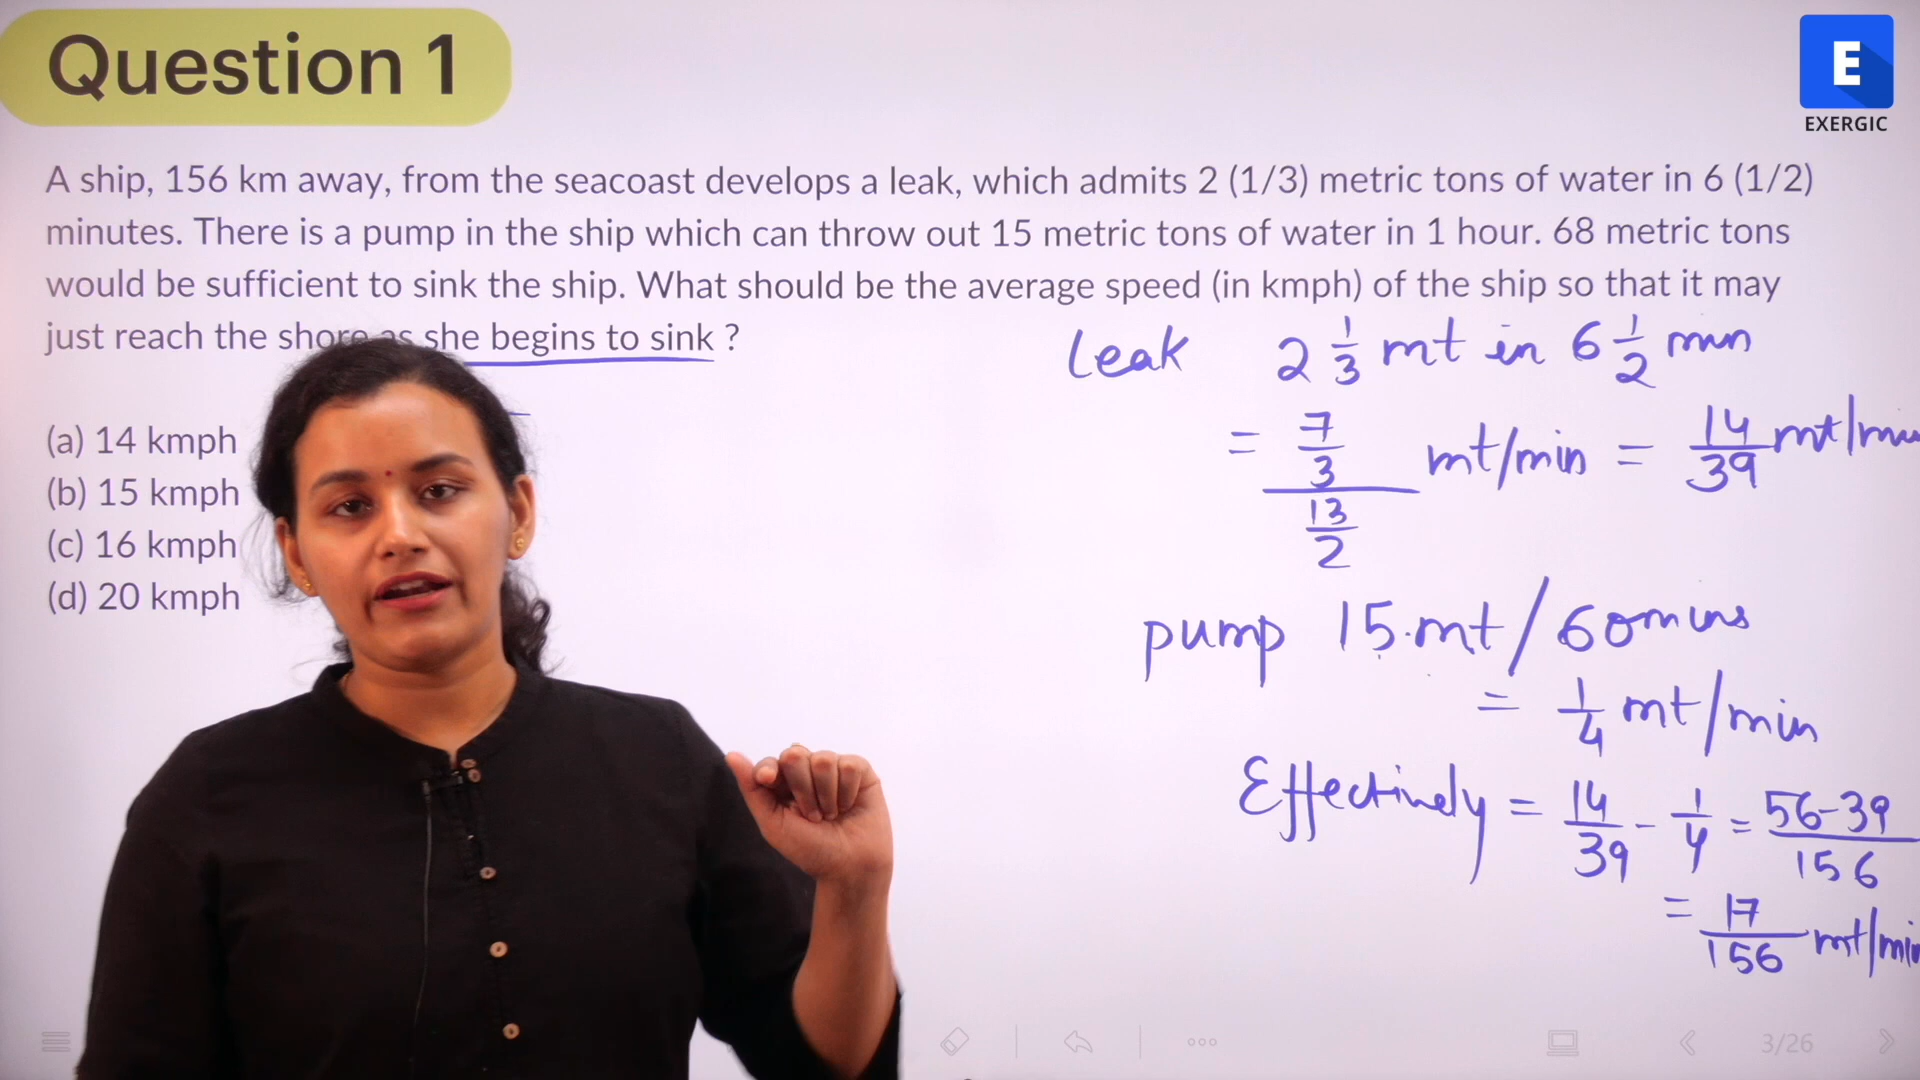 Question 1
E
EXERGIC
A ship, 156 km away, from the seacoast develops a leak, which admits 2 (1/3) metric tons of water in 6 (1/2)
minutes. There is a pump in the ship which can throw out 15 metric tons of water in 1 hour. 68 metric tons
would be sufficient to sink the ship. What should be the average speed (in kmph) of the ship so that it may
just reach the shore as she begins to sink ?
(a) 14 kmph
(b) 15 kmph
(c) 16 kmph
(d) 20 kmph
Leak 2 1/3 mt in 6 1/2 min
= 7/3 / 13/2 mt/min = 14/39 mt/min
pump 15 mt/60 mins
= 1/4 mt/min
Effectively = 14/39 - 1/4 = 56-39/156
= 17/156 mt/min
3/26